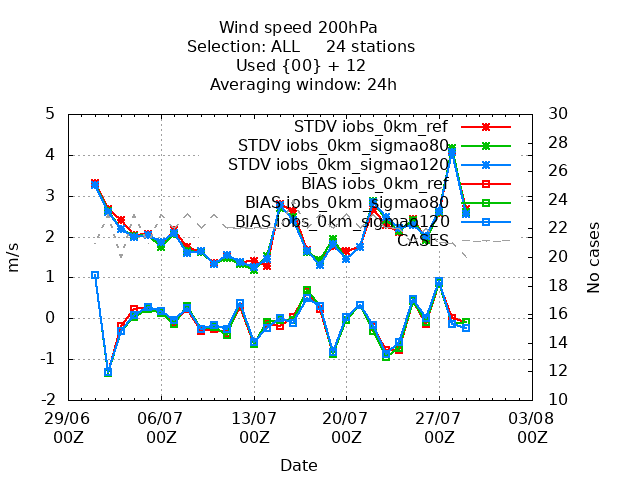 Wind speed 200hPa
Selection: ALL 24 stations
Used {00} + 12
Averaging window: 24h
5
4
3
2
1
0
-1
-2
m/s
30
28
26
24
22
20
18
16
14
12
10
No cases
STDV iobs_0km_ref
STDV iobs_0km_sigmao80
STDV iobs_0km_sigmao120
BIAS iobs_0km_ref
BIAS iobs_0km_sigmao80
BIAS iobs_0km_sigmao120
CASES
29/06 06/07 13/07 20/07 27/07 03/08
00Z 00Z 00Z 00Z 00Z 00Z
Date